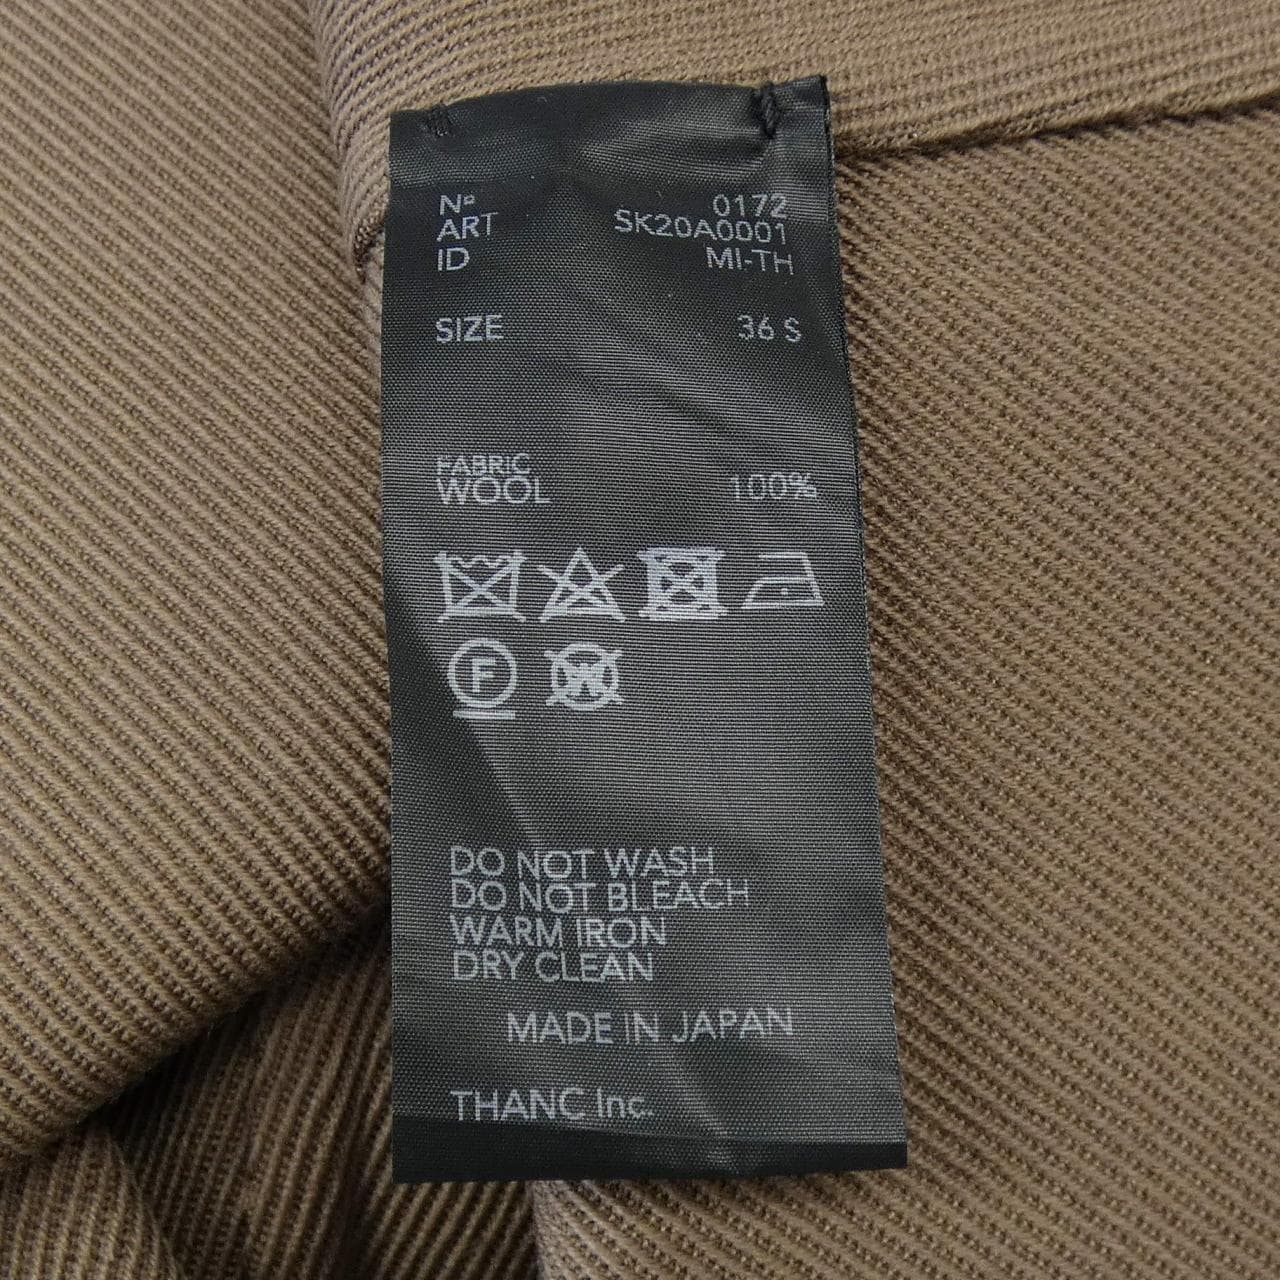 Nº 0172
ART SK20A0001
ID MI-TH
SIZE 36 S
FABRIC
WOOL 100%
F W
DO NOT WASH
DO NOT BLEACH
WARM IRON
DRY CLEAN
MADE IN JAPAN
THANC Inc.